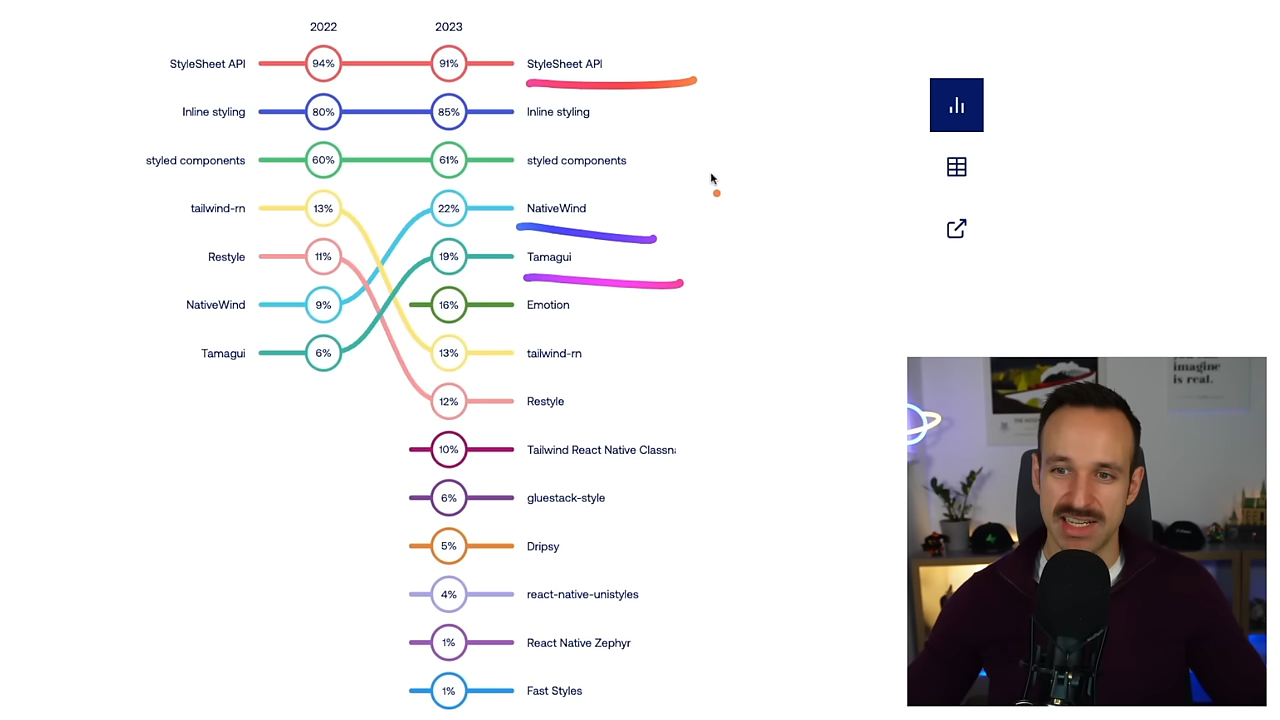 2022 2023
StyleSheet API 94% 91% StyleSheet API
Inline styling 80% 85% Inline styling
styled components 60% 61% styled components
tailwind-rn 13% 22% NativeWind
Restyle 11% 19% Tamagui
NativeWind 9% 16% Emotion
Tamagui 6% 13% tailwind-rn
12% Restyle
10% Tailwind React Native Classn
6% gluestack-style
5% Dripsy
4% react-native-unistyles
1% React Native Zephyr
1% Fast Styles
imagine
is real.